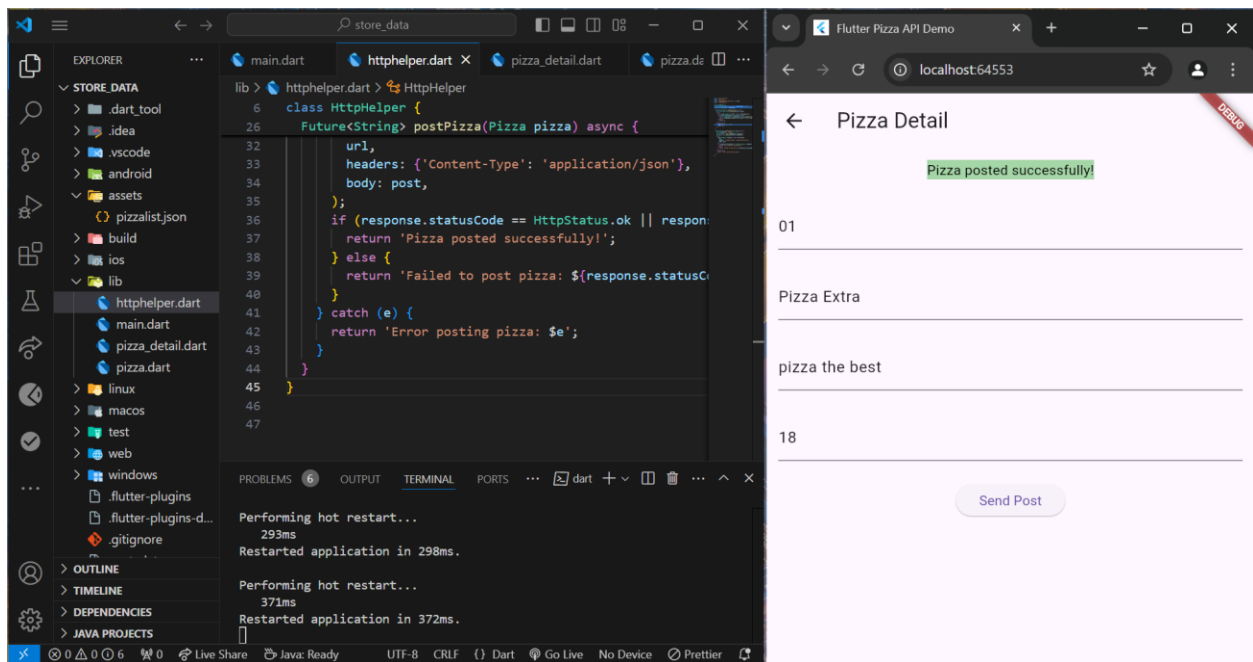 store_data
EXPLORER
STORE_DATA
.dart_tool
.idea
.vscode
android
assets
pizzalist.json
build
ios
lib
httphelper.dart
main.dart
pizza_detail.dart
pizza.dart
linux
macos
test
web
windows
.flutter-plugins
.flutter-plugins-d...
.gitignore
OUTLINE
TIMELINE
DEPENDENCIES
JAVA PROJECTS
main.dart httphelper.dart pizza_detail.dart pizza.da
lib > httphelper.dart > HttpHelper
6 class HttpHelper {
26 Future<String> postPizza(Pizza pizza) async {
32 url,
33 headers: {'Content-Type': 'application/json'},
34 body: post,
35 );
36 if (response.statusCode == HttpStatus.ok || respon
37 return 'Pizza posted successfully!';
38 } else {
39 return 'Failed to post pizza: ${response.statusC
40 }
41 } catch (e) {
42 return 'Error posting pizza: $e';
43 }
44 }
45 }
46
47
PROBLEMS 6 OUTPUT TERMINAL PORTS ... dart
Performing hot restart...
293ms
Restarted application in 298ms.
Performing hot restart...
371ms
Restarted application in 372ms.
0 0 6 0 Live Share Java: Ready UTF-8 CRLF {} Dart Go Live No Device Prettier
Flutter Pizza API Demo
localhost:64553
DEBUG
Pizza Detail
Pizza posted successfully!
01
Pizza Extra
pizza the best
18
Send Post